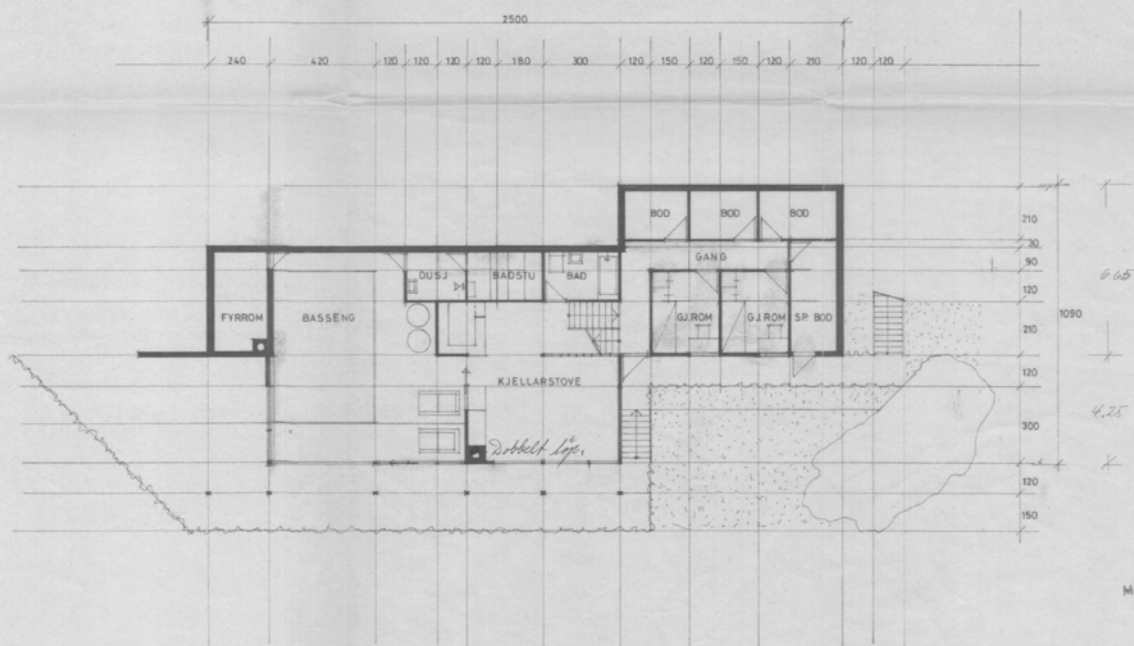 2500
240 420 120 120 120 120 180 300 120 150 120 150 120 210 120 120
BOD BOD BOD
210
30
GANG
90
DUSJ BADSTU BAD
120
6.65
FYRROM BASSENG GJ.ROM GJ.ROM SP. BOD
210
1090
KJELLARSTOVE
120
300
4.25
Dobbelt løp.
120
150
M